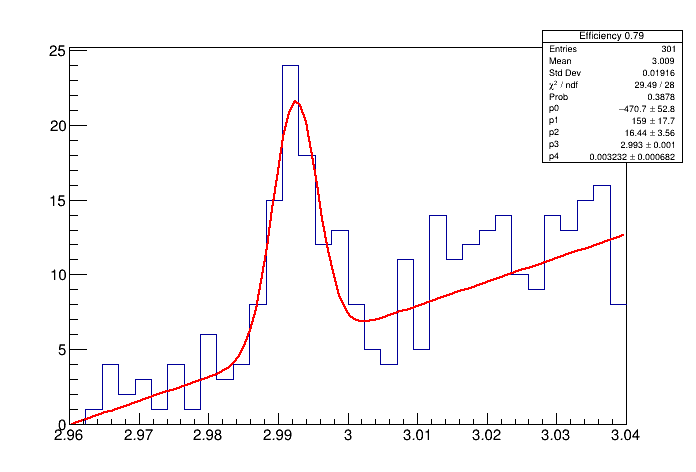 Efficiency 0.79
Entries 301
Mean 3.009
Std Dev 0.01916
χ² / ndf 29.49 / 28
Prob 0.3878
p0 −470.7 ± 52.8
p1 159 ± 17.7
p2 16.44 ± 3.56
p3 2.993 ± 0.001
p4 0.003232 ± 0.000682
25
20
15
10
5
0
2.96 2.97 2.98 2.99 3 3.01 3.02 3.03 3.04